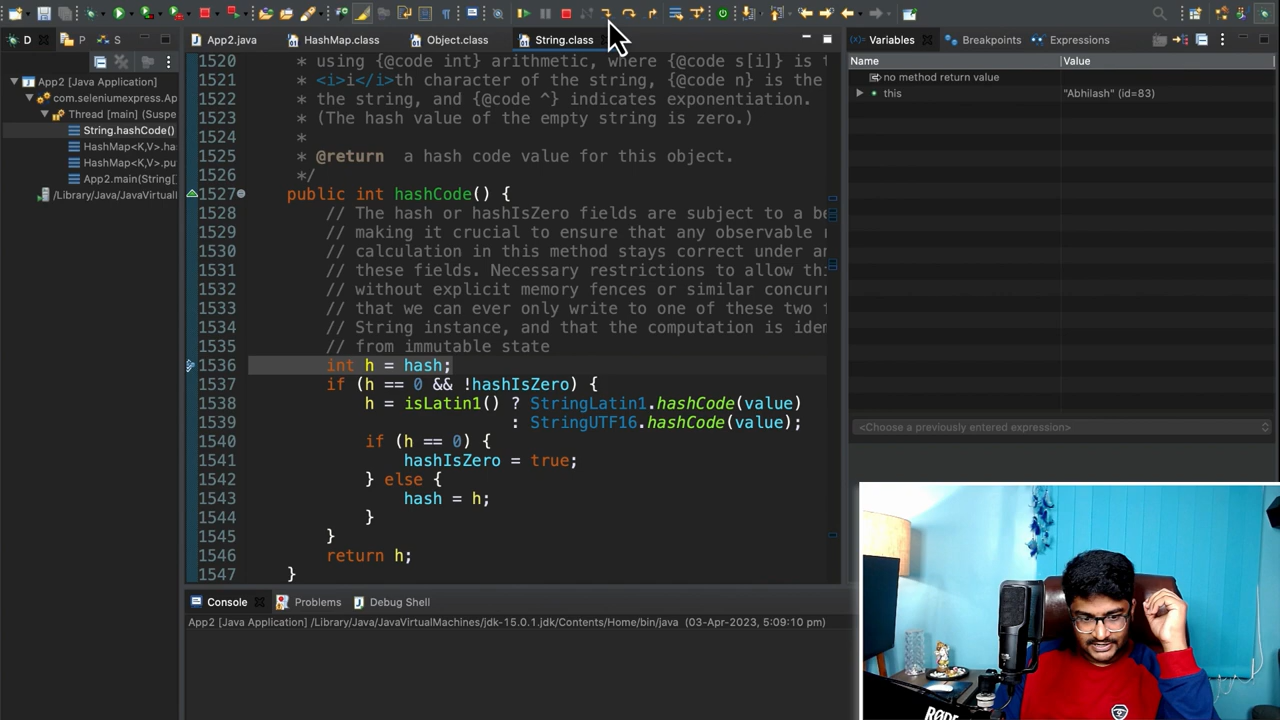 D
P
S
App2.java
HashMap.class
Object.class
String.class
Variables
Breakpoints
Expressions
App2 [Java Application]
com.seleniumexpress.Ap
Thread [main] (Suspe
String.hashCode()
HashMap<K,V>.ha
HashMap<K,V>.pu
App2.main(String[]
/Library/Java/JavaVirtual
1520 * using {@code int} arithmetic, where {@code s[i]} is t
1521 * <i>i</i>th character of the string, {@code n} is the
1522 * the string, and {@code ^} indicates exponentiation.
1523 * (The hash value of the empty string is zero.)
1524 *
1525 * @return a hash code value for this object.
1526 */
1527 public int hashCode() {
1528 // The hash or hashIsZero fields are subject to a be
1529 // making it crucial to ensure that any observable r
1530 // calculation in this method stays correct under an
1531 // these fields. Necessary restrictions to allow thi
1532 // without explicit memory fences or similar concurr
1533 // that we can ever only write to one of these two f
1534 // String instance, and that the computation is idem
1535 // from immutable state
1536 int h = hash;
1537 if (h == 0 && !hashIsZero) {
1538 h = isLatin1() ? StringLatin1.hashCode(value)
1539 : StringUTF16.hashCode(value);
1540 if (h == 0) {
1541 hashIsZero = true;
1542 } else {
1543 hash = h;
1544 }
1545 }
1546 return h;
1547 }
Name Value
no method return value
this "Abhilash" (id=83)
<Choose a previously entered expression>
Console
Problems
Debug Shell
App2 [Java Application] /Library/Java/JavaVirtualMachines/jdk-15.0.1.jdk/Contents/Home/bin/java (03-Apr-2023, 5:09:10 pm)
RØDE